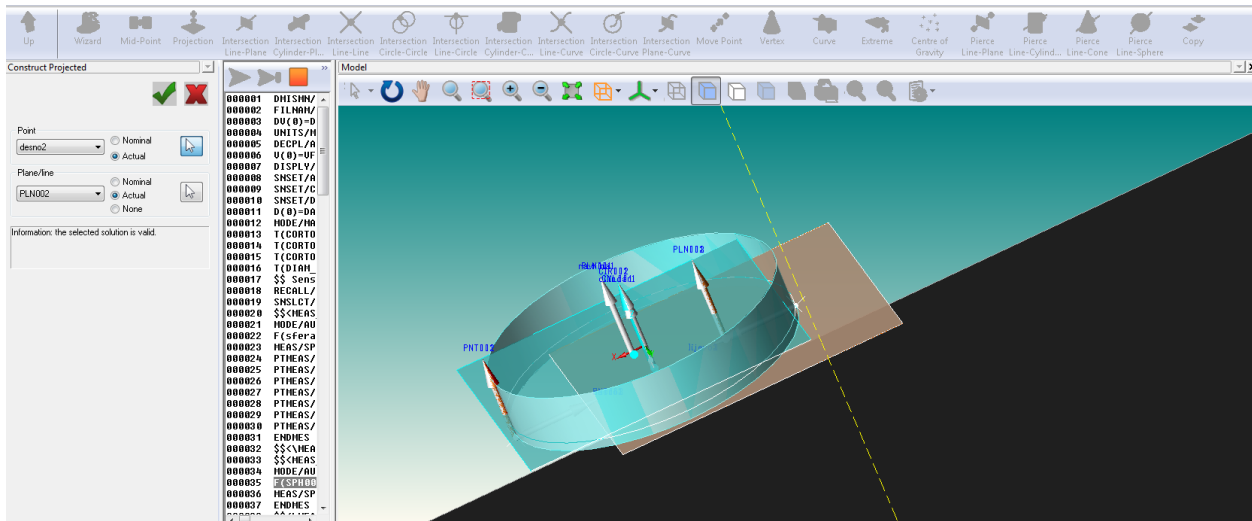 Up
Wizard
Mid-Point
Projection
Intersection Line-Plane
Intersection Cylinder-Pl...
Intersection Line-Line
Intersection Circle-Circle
Intersection Line-Circle
Intersection Cylinder-C...
Intersection Line-Curve
Intersection Circle-Curve
Intersection Plane-Curve
Move Point
Vertex
Curve
Extreme
Centre of Gravity
Pierce Line-Plane
Pierce Line-Cylind...
Pierce Line-Cone
Pierce Line-Sphere
Copy
Construct Projected
Point
desno2
Nominal
Actual
Plane/line
PLN002
Nominal
Actual
None
Information: the selected solution is valid.
»
000001 DMISMN/
000002 FILNAM/
000003 DV(0)=D
000004 UNITS/M
000005 DECPL/A
000006 V(0)=VF
000007 DISPLY/
000008 SNSET/A
000009 SNSET/C
000010 SNSET/D
000011 D(0)=DA
000012 MODE/MA
000013 T(CORTO
000014 T(CORTO
000015 T(CORTO
000016 T(DIAM_
000017 $$ Sens
000018 RECALL/
000019 SNSLCT/
000020 $$<MEAS
000021 MODE/AU
000022 F(sfera
000023 MEAS/SP
000024 PTMEAS/
000025 PTMEAS/
000026 PTMEAS/
000027 PTMEAS/
000028 PTMEAS/
000029 PTMEAS/
000030 PTMEAS/
000031 ENDMES
000032 $$<\MEA
000033 $$<MEAS
000034 MODE/AU
000035 F(SPH00
000036 MEAS/SP
000037 ENDMES
Model
CIR002
PNT002
X